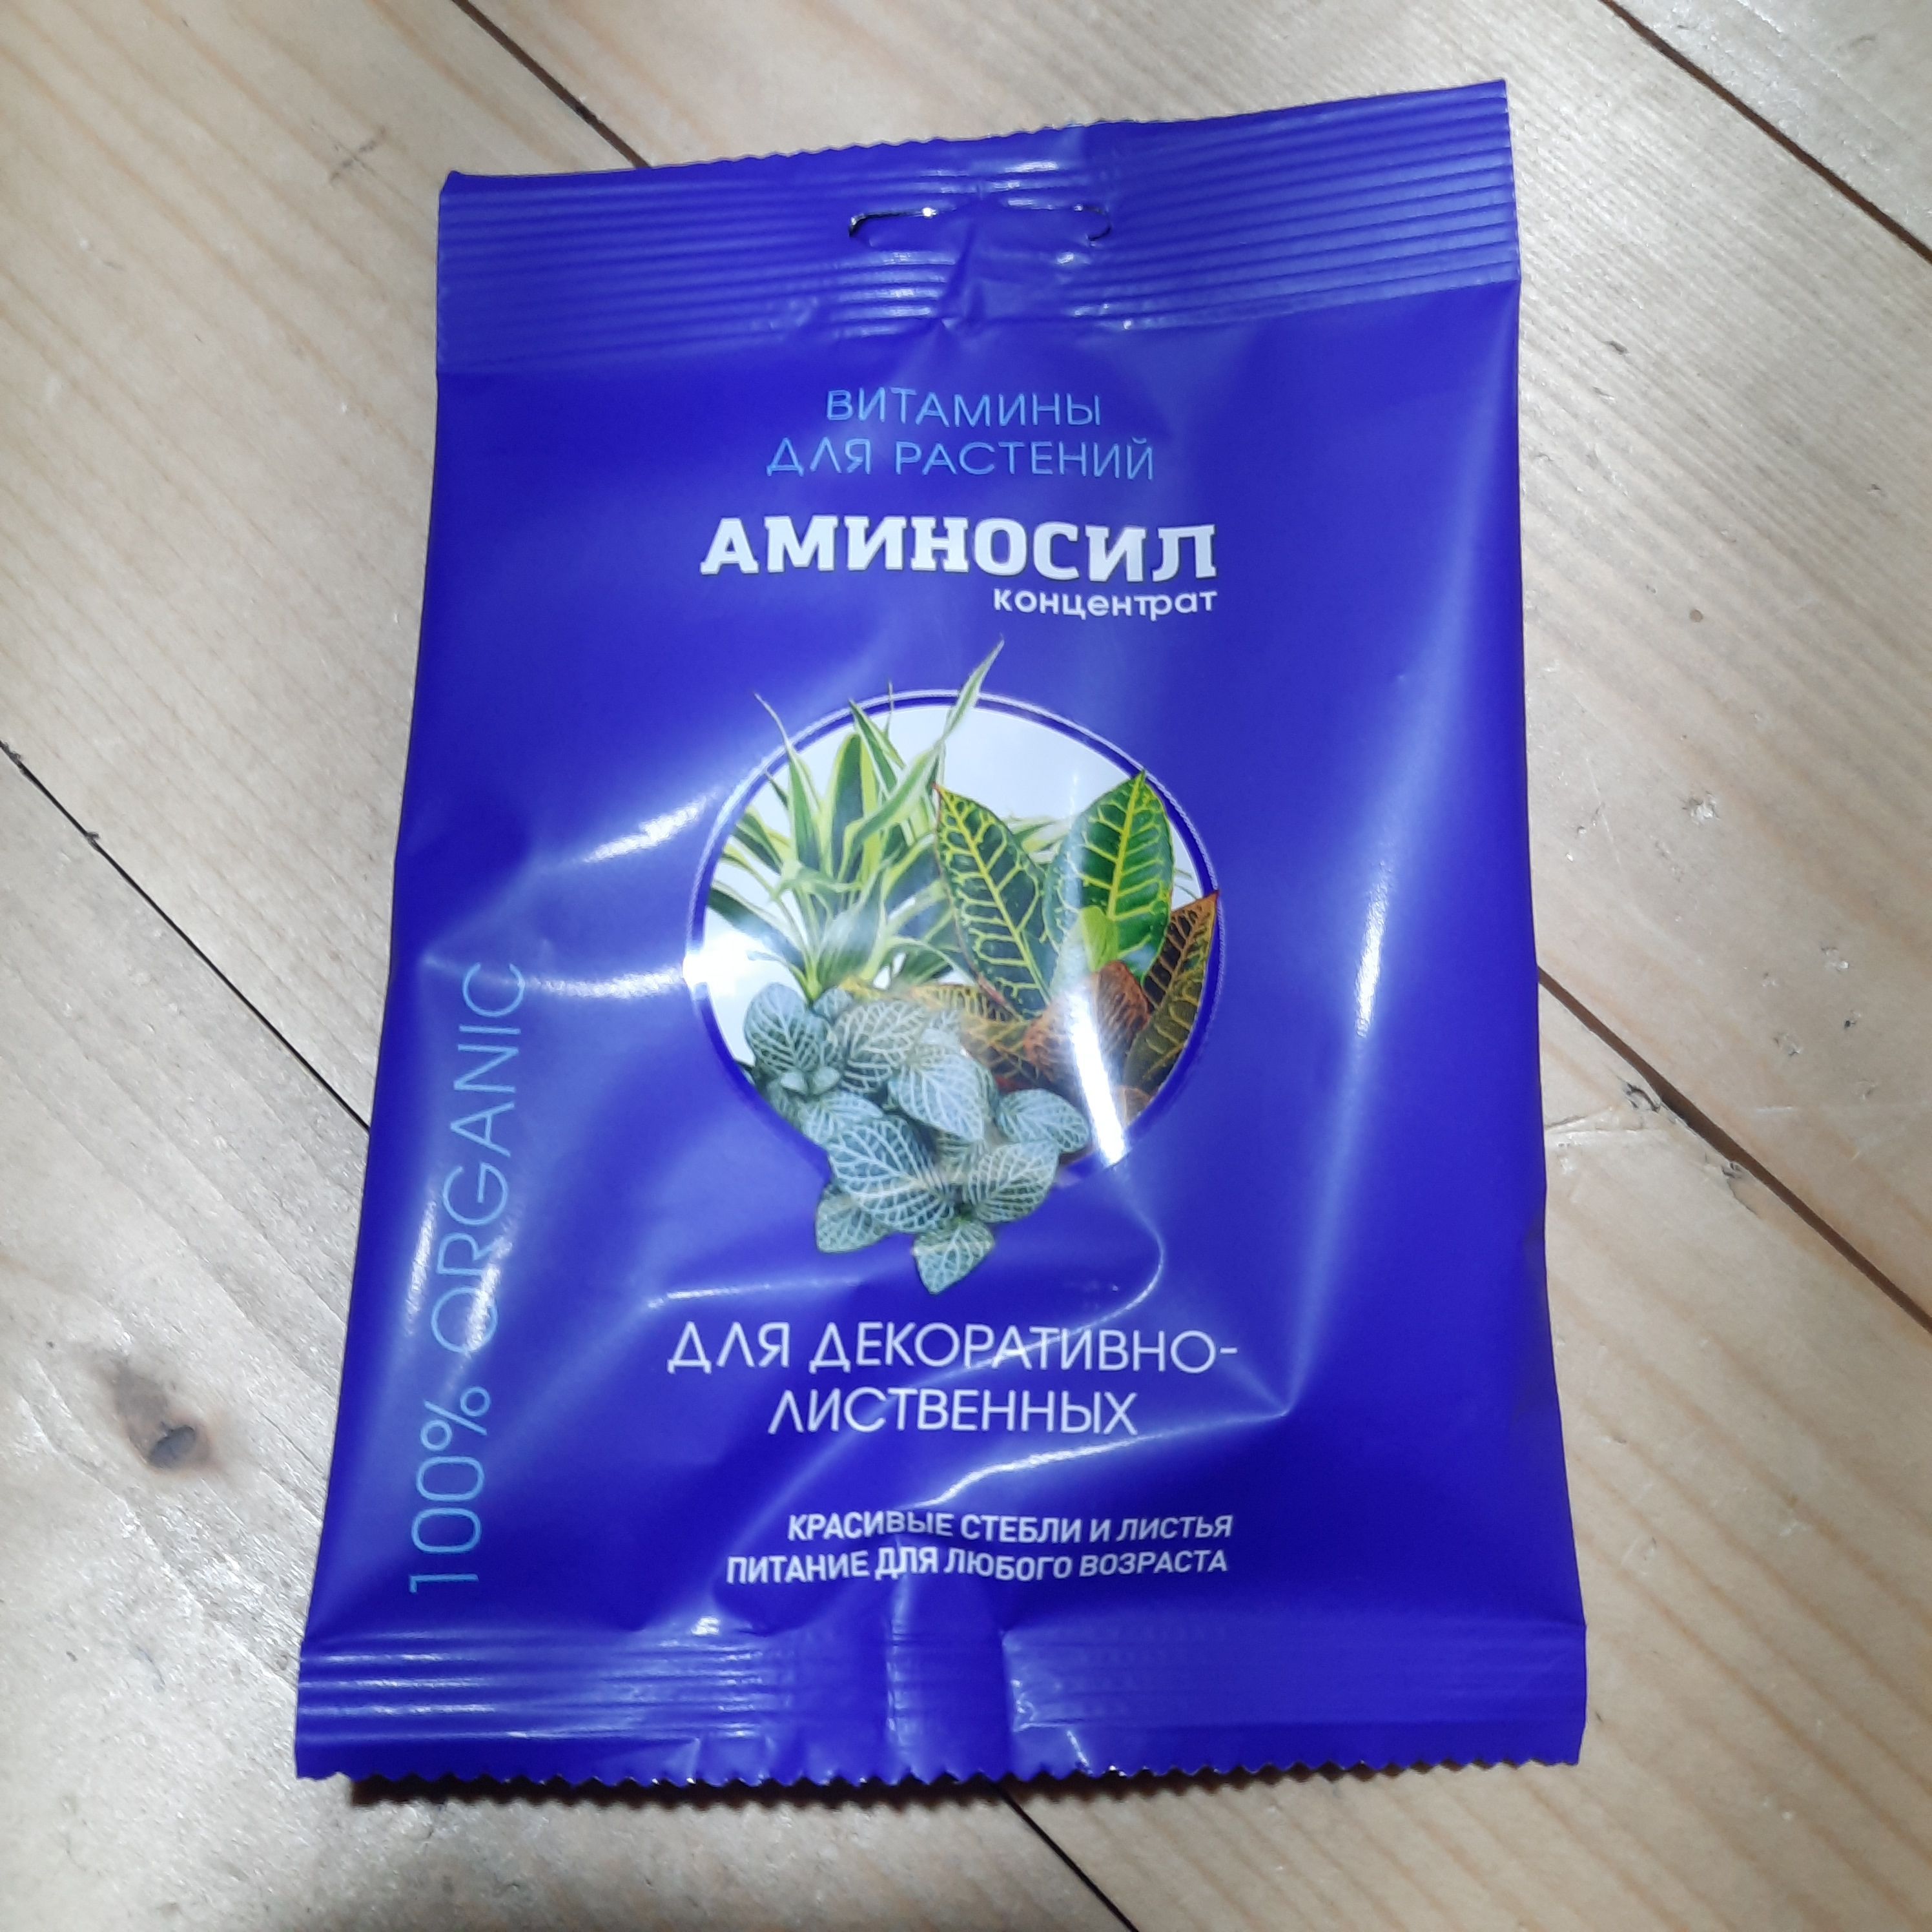 ВИТАМИНЫ
ДЛЯ РАСТЕНИЙ
АМИНОСИЛ
концентрат
100% ORGANIC
ДЛЯ ДЕКОРАТИВНО-
ЛИСТВЕННЫХ
КРАСИВЫЕ СТЕБЛИ И ЛИСТЬЯ
ПИТАНИЕ ДЛЯ ЛЮБОГО ВОЗРАСТА